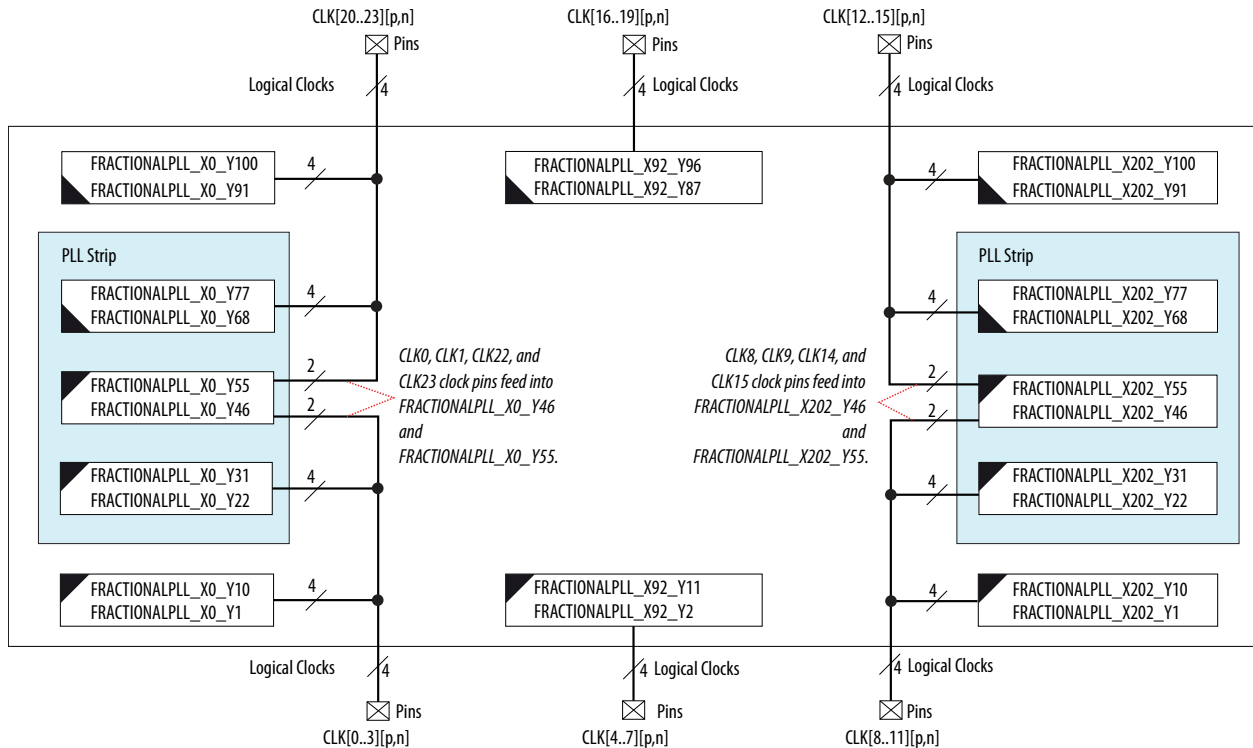 CLK[20..23][p,n]
CLK[16..19][p,n]
CLK[12..15][p,n]
Pins
Pins
Pins
Logical Clocks
4
4
Logical Clocks
4
Logical Clocks
FRACTIONALPLL_X0_Y100
FRACTIONALPLL_X0_Y91
4
FRACTIONALPLL_X92_Y96
FRACTIONALPLL_X92_Y87
4
FRACTIONALPLL_X202_Y100
FRACTIONALPLL_X202_Y91
PLL Strip
FRACTIONALPLL_X0_Y77
FRACTIONALPLL_X0_Y68
4
FRACTIONALPLL_X0_Y55
FRACTIONALPLL_X0_Y46
2
2
FRACTIONALPLL_X0_Y31
FRACTIONALPLL_X0_Y22
4
CLK0, CLK1, CLK22, and
CLK23 clock pins feed into
FRACTIONALPLL_X0_Y46
and
FRACTIONALPLL_X0_Y55.
CLK8, CLK9, CLK14, and
CLK15 clock pins feed into
FRACTIONALPLL_X202_Y46
and
FRACTIONALPLL_X202_Y55.
PLL Strip
4
FRACTIONALPLL_X202_Y77
FRACTIONALPLL_X202_Y68
2
2
FRACTIONALPLL_X202_Y55
FRACTIONALPLL_X202_Y46
4
FRACTIONALPLL_X202_Y31
FRACTIONALPLL_X202_Y22
FRACTIONALPLL_X0_Y10
FRACTIONALPLL_X0_Y1
4
FRACTIONALPLL_X92_Y11
FRACTIONALPLL_X92_Y2
4
FRACTIONALPLL_X202_Y10
FRACTIONALPLL_X202_Y1
Logical Clocks
4
4
Logical Clocks
4
Logical Clocks
Pins
Pins
Pins
CLK[0..3][p,n]
CLK[4..7][p,n]
CLK[8..11][p,n]